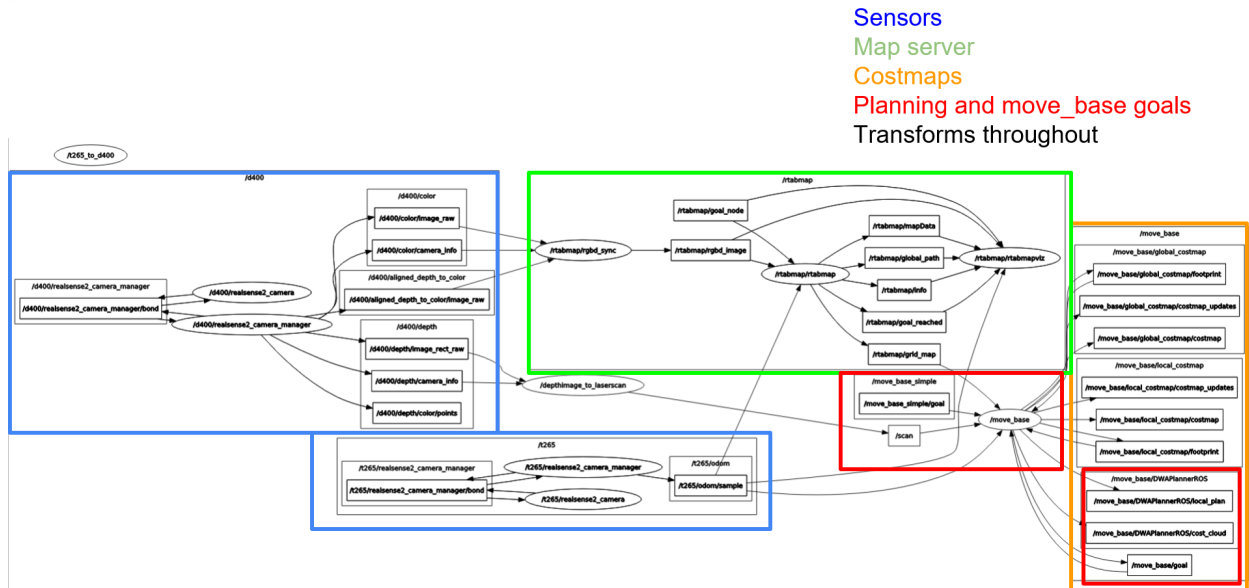 Sensors
Map server
Costmaps
Planning and move_base goals
Transforms throughout
/t265_to_d400
/d400
/d400/color
/d400/color/image_raw
/d400/color/camera_info
/d400/aligned_depth_to_color
/d400/aligned_depth_to_color/image_raw
/d400/realsense2_camera_manager
/d400/realsense2_camera_manager/bond
/d400/realsense2_camera
/d400/realsense2_camera_manager
/d400/depth
/d400/depth/image_rect_raw
/d400/depth/camera_info
/d400/depth/color/points
/t265
/t265/realsense2_camera_manager
/t265/realsense2_camera_manager/bond
/t265/realsense2_camera_manager
/t265/realsense2_camera
/t265/odom
/t265/odom/sample
/depthimage_to_laserscan
/rtabmap
/rtabmap/goal_node
/rtabmap/rgbd_sync
/rtabmap/rgbd_image
/rtabmap/rtabmap
/rtabmap/mapData
/rtabmap/global_path
/rtabmap/info
/rtabmap/goal_reached
/rtabmap/grid_map
/rtabmap/rtabmapviz
/move_base_simple
/move_base_simple/goal
/scan
/move_base
/move_base
/move_base/global_costmap
/move_base/global_costmap/footprint
/move_base/global_costmap/costmap_updates
/move_base/global_costmap/costmap
/move_base/local_costmap
/move_base/local_costmap/costmap_updates
/move_base/local_costmap/costmap
/move_base/local_costmap/footprint
/move_base/DWAPlannerROS
/move_base/DWAPlannerROS/local_plan
/move_base/DWAPlannerROS/cost_cloud
/move_base/goal